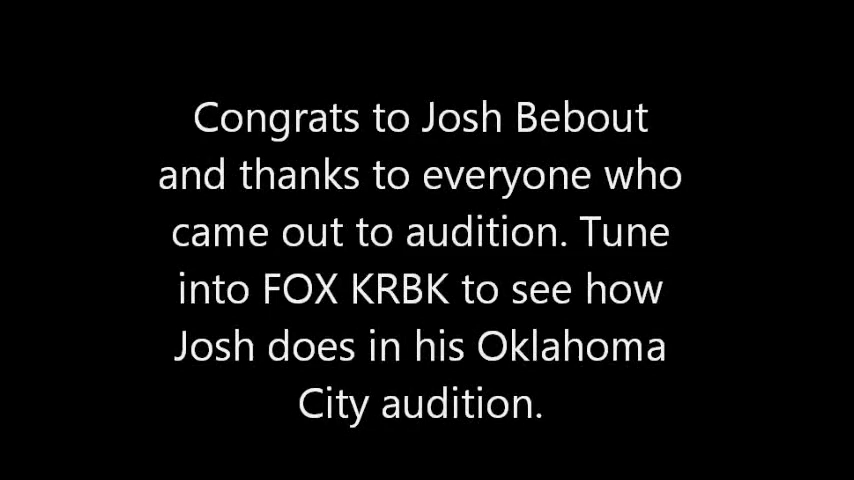 Congrats to Josh Bebout
and thanks to everyone who
came out to audition. Tune
into FOX KRBK to see how
Josh does in his Oklahoma
City audition.